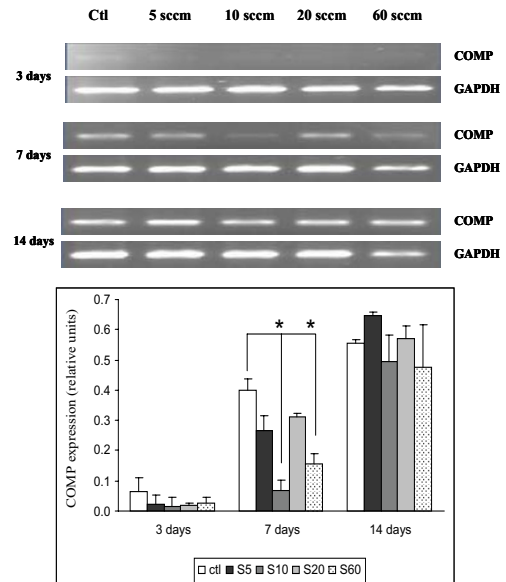 Ctl 5 sccm 10 sccm 20 sccm 60 sccm
COMP
3 days
GAPDH
COMP
7 days
GAPDH
COMP
14 days
GAPDH
COMP expression (relative units)
0.7
0.6
0.5
0.4
0.3
0.2
0.1
0.0
* *
3 days 7 days 14 days
ctl S5 S10 S20 S60